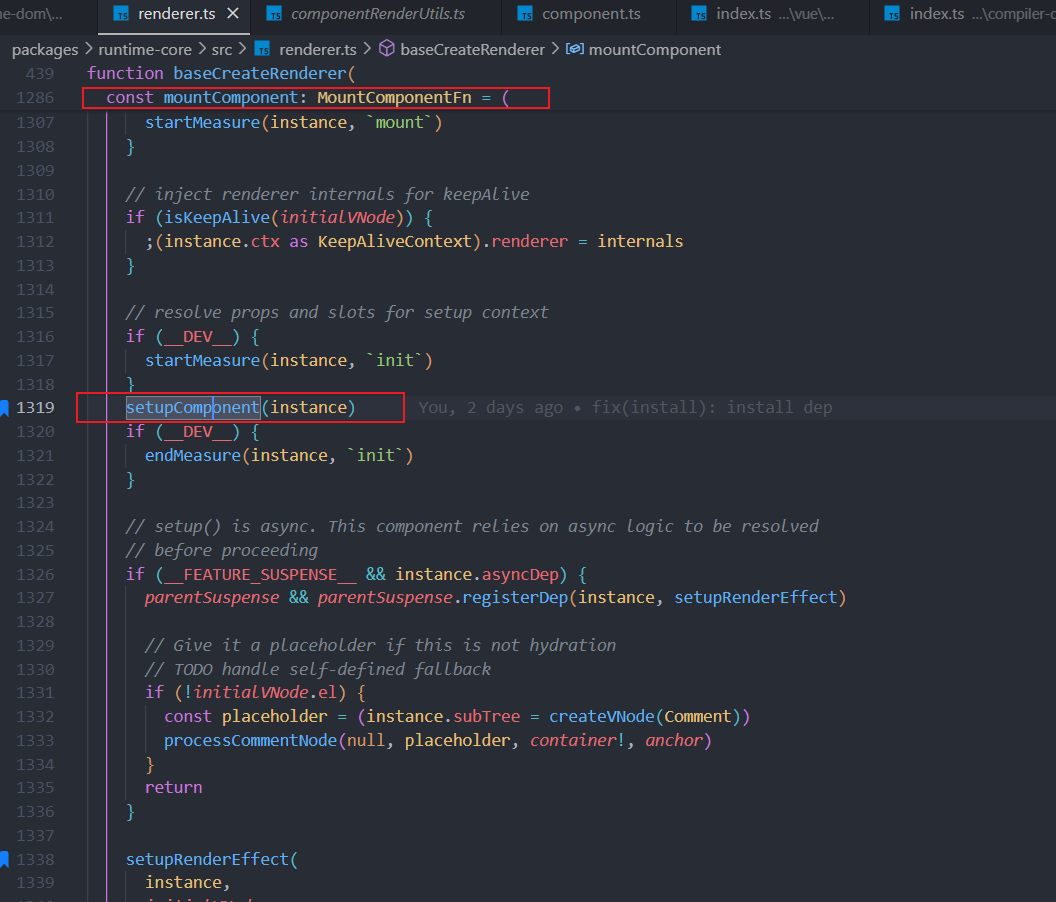 ne-dom\... TS renderer.ts × TS componentRenderUtils.ts TS component.ts TS index.ts ...\vue\... TS index.ts ...\compiler-c
packages > runtime-core > src > TS renderer.ts > baseCreateRenderer > mountComponent
439 function baseCreateRenderer(
1286 const mountComponent: MountComponentFn = (
1307 startMeasure(instance, `mount`)
1308 }
1309
1310 // inject renderer internals for keepAlive
1311 if (isKeepAlive(initialVNode)) {
1312 ;(instance.ctx as KeepAliveContext).renderer = internals
1313 }
1314
1315 // resolve props and slots for setup context
1316 if (__DEV__) {
1317 startMeasure(instance, `init`)
1318 }
1319 setupComponent(instance) You, 2 days ago • fix(install): install dep
1320 if (__DEV__) {
1321 endMeasure(instance, `init`)
1322 }
1323
1324 // setup() is async. This component relies on async logic to be resolved
1325 // before proceeding
1326 if (__FEATURE_SUSPENSE__ && instance.asyncDep) {
1327 parentSuspense && parentSuspense.registerDep(instance, setupRenderEffect)
1328
1329 // Give it a placeholder if this is not hydration
1330 // TODO handle self-defined fallback
1331 if (!initialVNode.el) {
1332 const placeholder = (instance.subTree = createVNode(Comment))
1333 processCommentNode(null, placeholder, container!, anchor)
1334 }
1335 return
1336 }
1337
1338 setupRenderEffect(
1339 instance,